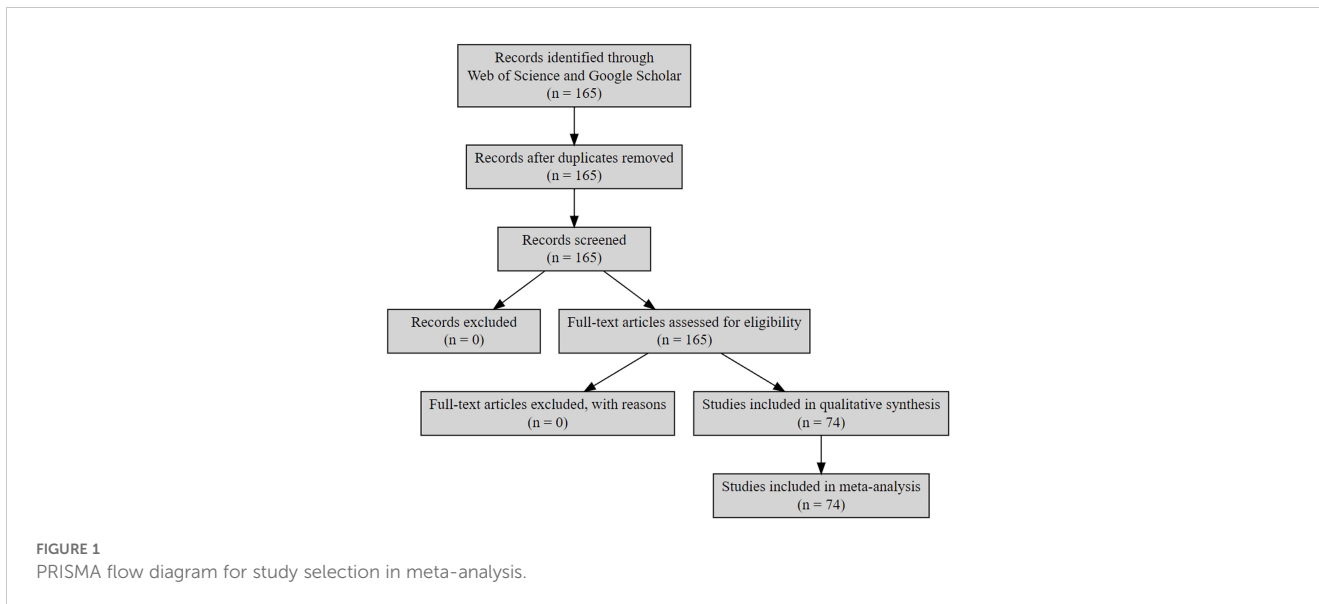 Records identified through
Web of Science and Google Scholar
(n = 165)
Records after duplicates removed
(n = 165)
Records screened
(n = 165)
Records excluded
(n = 0)
Full-text articles assessed for eligibility
(n = 165)
Full-text articles excluded, with reasons
(n = 0)
Studies included in qualitative synthesis
(n = 74)
Studies included in meta-analysis
(n = 74)
FIGURE 1
PRISMA flow diagram for study selection in meta-analysis.